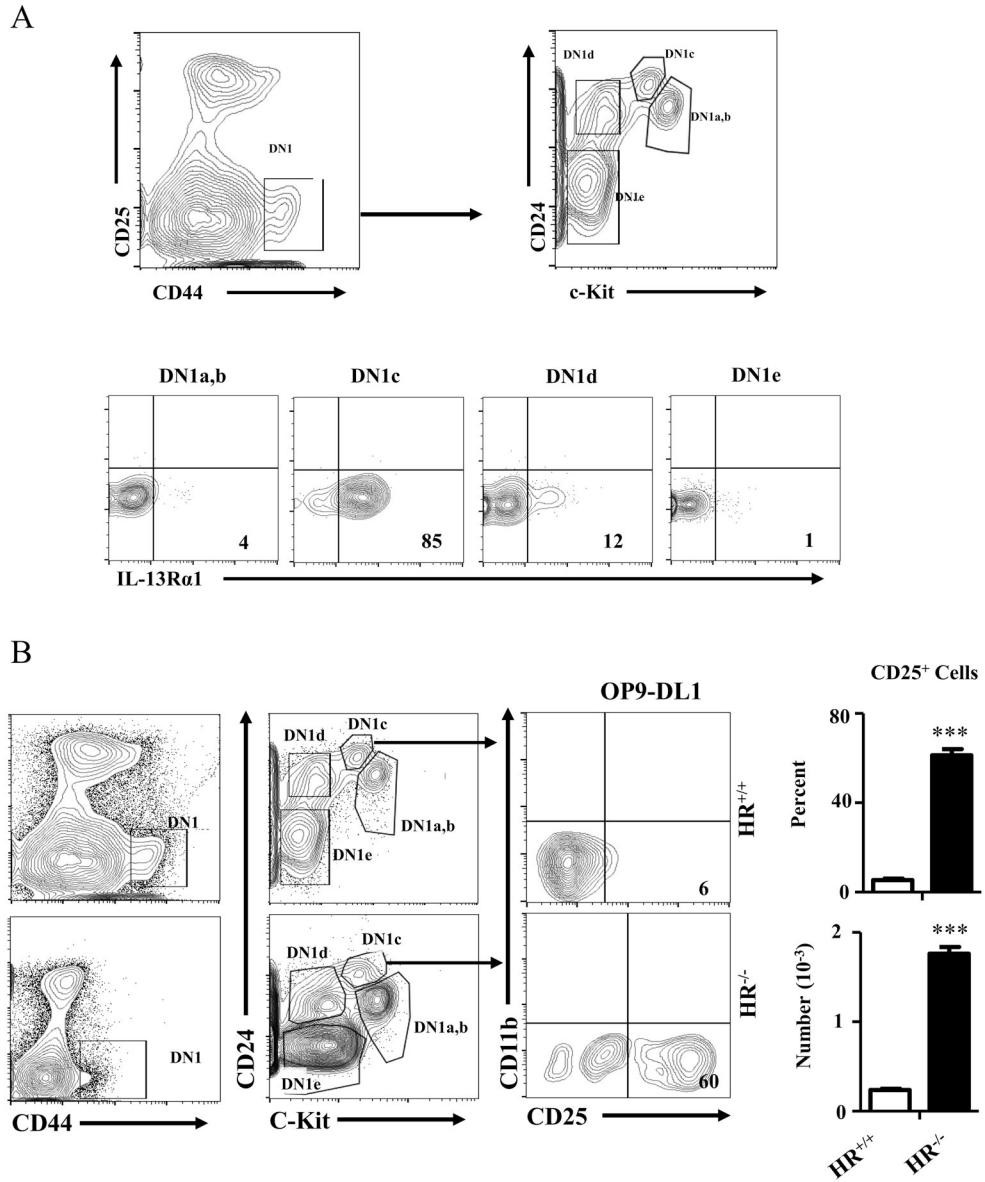 A
DN1
CD25
CD44
DN1d
DN1c
DN1a,b
DN1e
CD24
c-Kit
DN1a,b
DN1c
DN1d
DN1e
4
85
12
1
IL-13Rα1
B
OP9-DL1
CD25⁺ Cells
DN1
DN1d
DN1c
DN1a,b
DN1e
6
HR⁺/⁺
80
40
0
Percent
***
DN1
DN1d
DN1c
DN1a,b
DN1e
60
HR⁻/⁻
2
1
0
Number (10⁻³)
***
CD24
CD11b
CD44
C-Kit
CD25
HR⁺/⁺
HR⁻/⁻